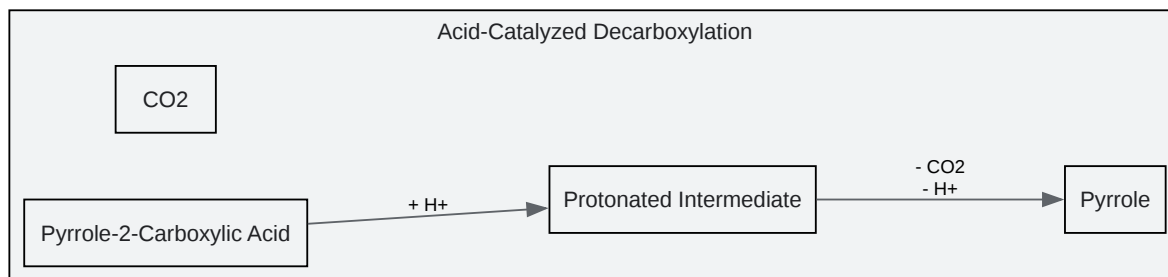 Acid-Catalyzed Decarboxylation
CO2
Pyrrole-2-Carboxylic Acid
+ H+
Protonated Intermediate
- CO2
- H+
Pyrrole